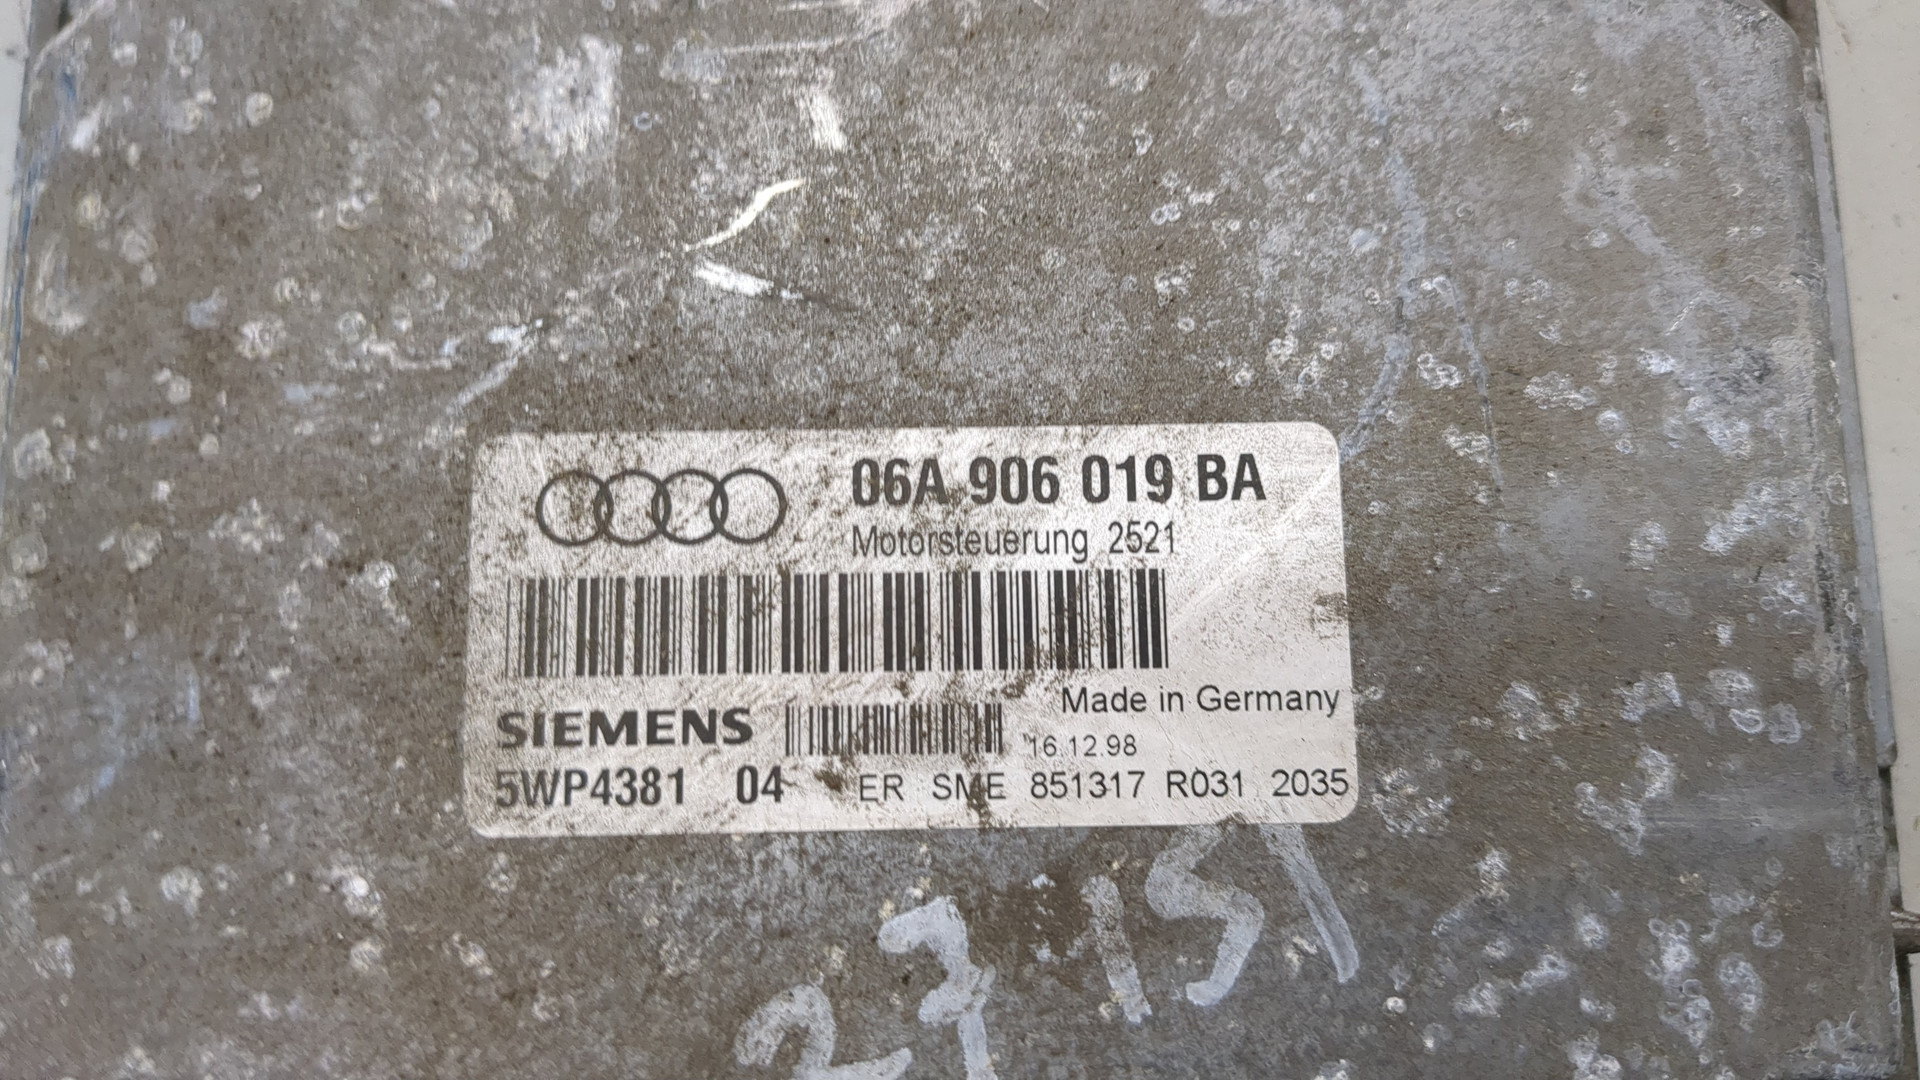 06A 906 019 BA
Motorsteuerung 2521
Made in Germany
SIEMENS
16.12.98
5WP4381 04 ER SME 851317 R031 2035